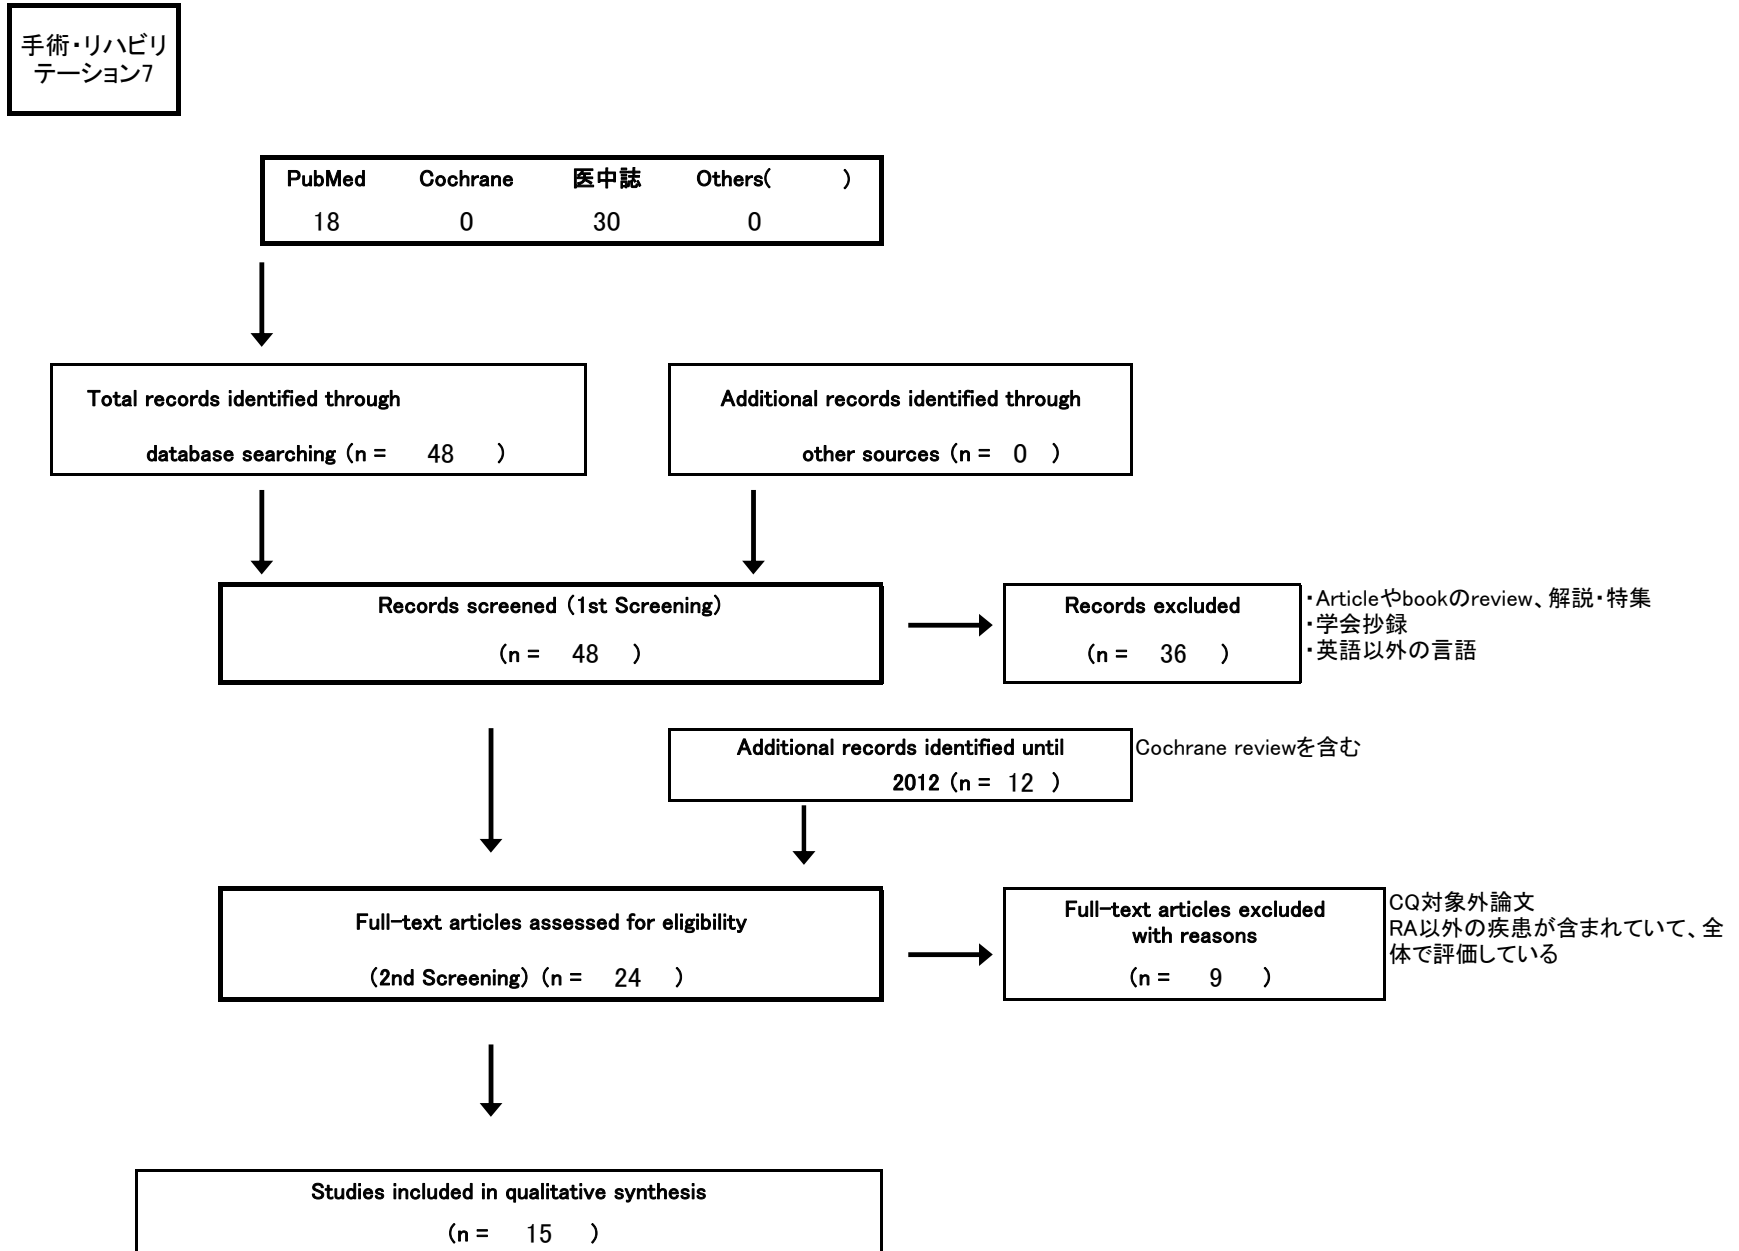 手術・リハビリ
テーション7
PubMed Cochrane 医中誌 Others( )
18 0 30 0
Total records identified through
database searching (n = 48 )
Additional records identified through
other sources (n = 0 )
Records screened (1st Screening)
(n = 48 )
Records excluded
(n = 36 )
・Articleやbookのreview、解説・特集
・学会抄録
・英語以外の言語
Additional records identified until
2012 (n = 12 )
Cochrane reviewを含む
Full-text articles assessed for eligibility
(2nd Screening) (n = 24 )
Full-text articles excluded
with reasons
(n = 9 )
CQ対象外論文
RA以外の疾患が含まれていて、全
体で評価している
Studies included in qualitative synthesis
(n = 15 )